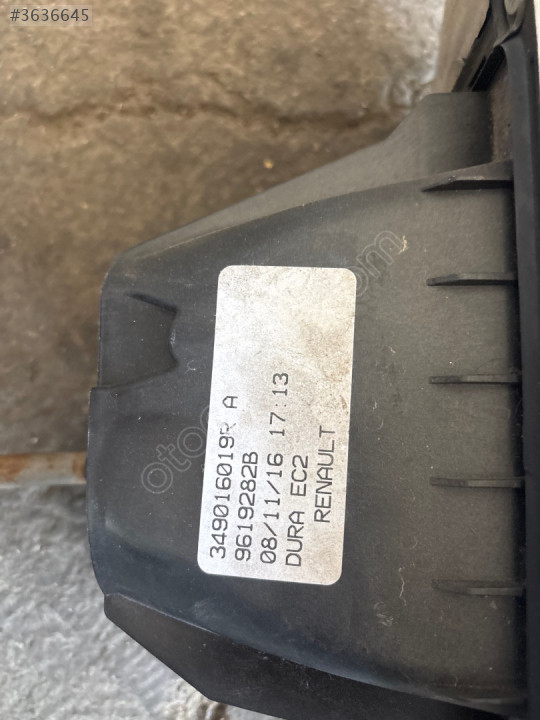 #3636645
349016019R A
9619282B
08/11/16 17:13
DURA EC2
RENAULT